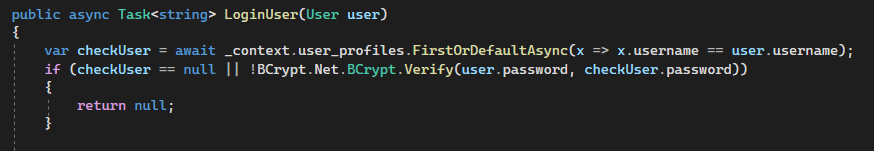 public async Task<string> LoginUser(User user)
{
var checkUser = await _context.user_profiles.FirstOrDefaultAsync(x => x.username == user.username);
if (checkUser == null || !BCrypt.Net.BCrypt.Verify(user.password, checkUser.password))
{
return null;
}